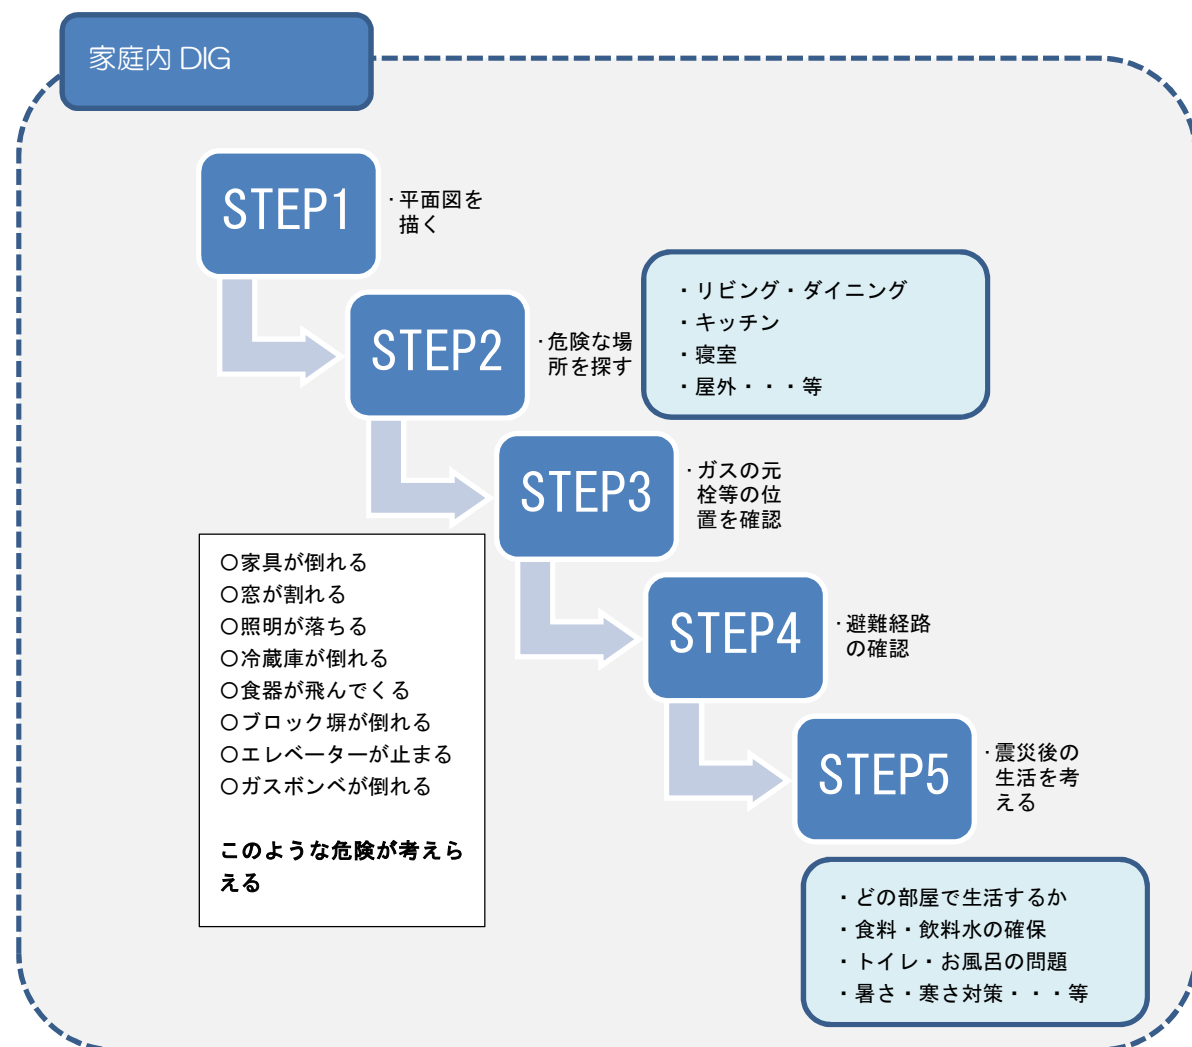 家庭内 DIG
STEP1
・平面図を
描く
STEP2
・危険な場
所を探す
・リビング・ダイニング
・キッチン
・寝室
・屋外・・・等
STEP3
・ガスの元
栓等の位
置を確認
〇家具が倒れる
〇窓が割れる
〇照明が落ちる
〇冷蔵庫が倒れる
〇食器が飛んでくる
〇ブロック塀が倒れる
〇エレベーターが止まる
〇ガスボンベが倒れる
このような危険が考えら
える
STEP4
・避難経路
の確認
STEP5
・震災後の
生活を考
える
・どの部屋で生活するか
・食料・飲料水の確保
・トイレ・お風呂の問題
・暑さ・寒さ対策・・・等